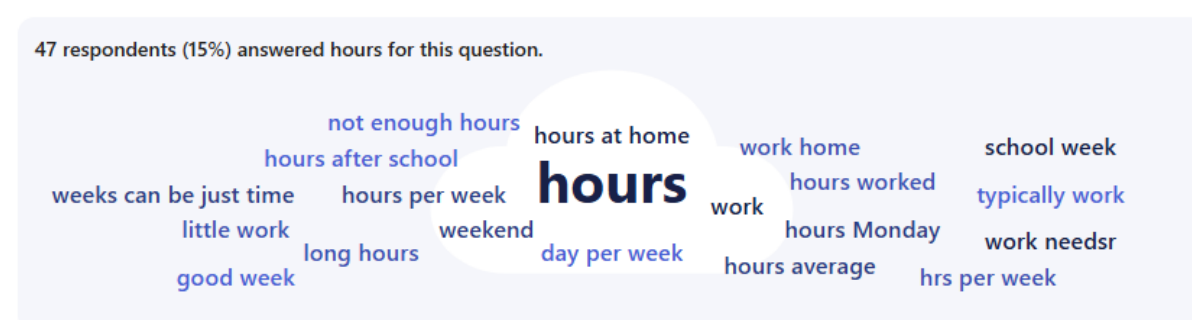 47 respondents (15%) answered hours for this question.
not enough hours
hours at home
work home
school week
hours after school
hours worked
weeks can be just time
hours per week
hours
typically work
work
little work
weekend
hours Monday
work needsr
long hours
day per week
hours average
good week
hrs per week